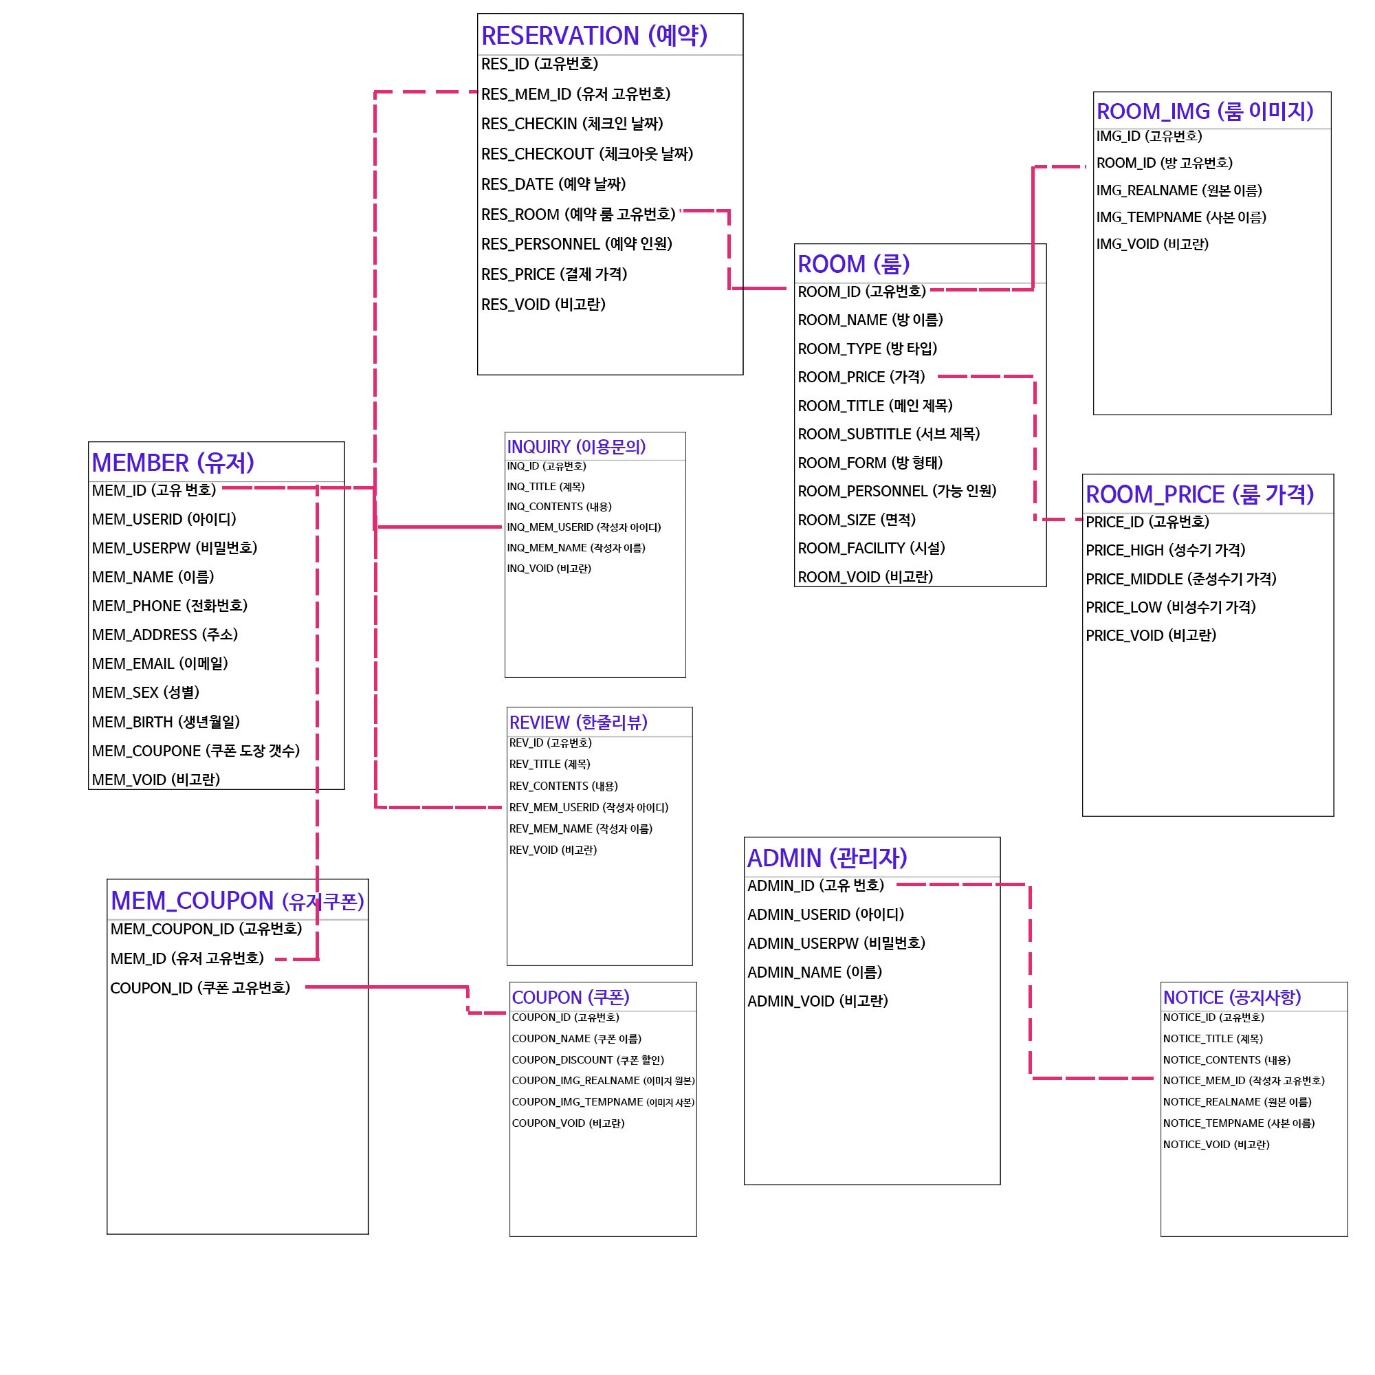 RESERVATION (예약)
RES_ID (고유번호)
RES_MEM_ID (유저 고유번호)
RES_CHECKIN (체크인 날짜)
RES_CHECKOUT (체크아웃 날짜)
RES_DATE (예약 날짜)
RES_ROOM (예약 룸 고유번호)
RES_PERSONNEL (예약 인원)
RES_PRICE (결제 가격)
RES_VOID (비고란)
ROOM_IMG (룸 이미지)
IMG_ID (고유번호)
ROOM_ID (방 고유번호)
IMG_REALNAME (원본 이름)
IMG_TEMPNAME (사본 이름)
IMG_VOID (비고란)
ROOM (룸)
ROOM_ID (고유번호)
ROOM_NAME (방 이름)
ROOM_TYPE (방 타입)
ROOM_PRICE (가격)
ROOM_TITLE (메인 제목)
ROOM_SUBTITLE (서브 제목)
ROOM_FORM (방 형태)
ROOM_PERSONNEL (가능 인원)
ROOM_SIZE (면적)
ROOM_FACILITY (시설)
ROOM_VOID (비고란)
MEMBER (유저)
MEM_ID (고유 번호)
MEM_USERID (아이디)
MEM_USERPW (비밀번호)
MEM_NAME (이름)
MEM_PHONE (전화번호)
MEM_ADDRESS (주소)
MEM_EMAIL (이메일)
MEM_SEX (성별)
MEM_BIRTH (생년월일)
MEM_COUPONE (쿠폰 도장 갯수)
MEM_VOID (비고란)
INQUIRY (이용문의)
INQ_ID (고유번호)
INQ_TITLE (제목)
INQ_CONTENTS (내용)
INQ_MEM_USERID (작성자 아이디)
INQ_MEM_NAME (작성자 이름)
INQ_VOID (비고란)
ROOM_PRICE (룸 가격)
PRICE_ID (고유번호)
PRICE_HIGH (성수기 가격)
PRICE_MIDDLE (준성수기 가격)
PRICE_LOW (비성수기 가격)
PRICE_VOID (비고란)
REVIEW (한줄리뷰)
REV_ID (고유번호)
REV_TITLE (제목)
REV_CONTENTS (내용)
REV_MEM_USERID (작성자 아이디)
REV_MEM_NAME (작성자 이름)
REV_VOID (비고란)
ADMIN (관리자)
ADMIN_ID (고유 번호)
ADMIN_USERID (아이디)
ADMIN_USERPW (비밀번호)
ADMIN_NAME (이름)
ADMIN_VOID (비고란)
MEM_COUPON (유저쿠폰)
MEM_COUPON_ID (고유번호)
MEM_ID (유저 고유번호)
COUPON_ID (쿠폰 고유번호)
COUPON (쿠폰)
COUPON_ID (고유번호)
COUPON_NAME (쿠폰 이름)
COUPON_DISCOUNT (쿠폰 할인)
COUPON_IMG_REALNAME (이미지 원본)
COUPON_IMG_TEMPNAME (이미지 사본)
COUPON_VOID (비고란)
NOTICE (공지사항)
NOTICE_ID (고유번호)
NOTICE_TITLE (제목)
NOTICE_CONTENTS (내용)
NOTICE_MEM_ID (작성자 고유번호)
NOTICE_REALNAME (원본 이름)
NOTICE_TEMPNAME (사본 이름)
NOTICE_VOID (비고란)